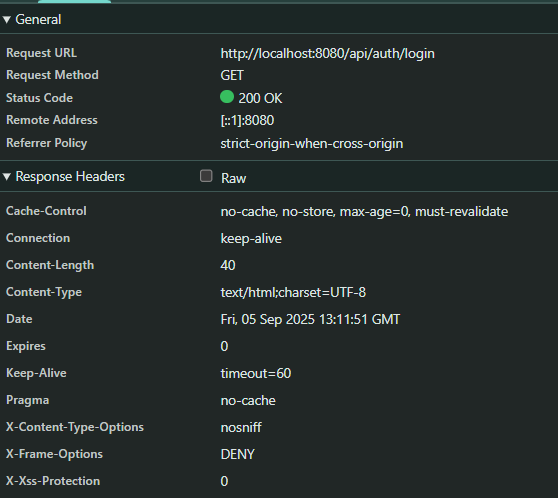 General
Request URL http://localhost:8080/api/auth/login
Request Method GET
Status Code 200 OK
Remote Address [::1]:8080
Referrer Policy strict-origin-when-cross-origin
Response Headers Raw
Cache-Control no-cache, no-store, max-age=0, must-revalidate
Connection keep-alive
Content-Length 40
Content-Type text/html;charset=UTF-8
Date Fri, 05 Sep 2025 13:11:51 GMT
Expires 0
Keep-Alive timeout=60
Pragma no-cache
X-Content-Type-Options nosniff
X-Frame-Options DENY
X-Xss-Protection 0